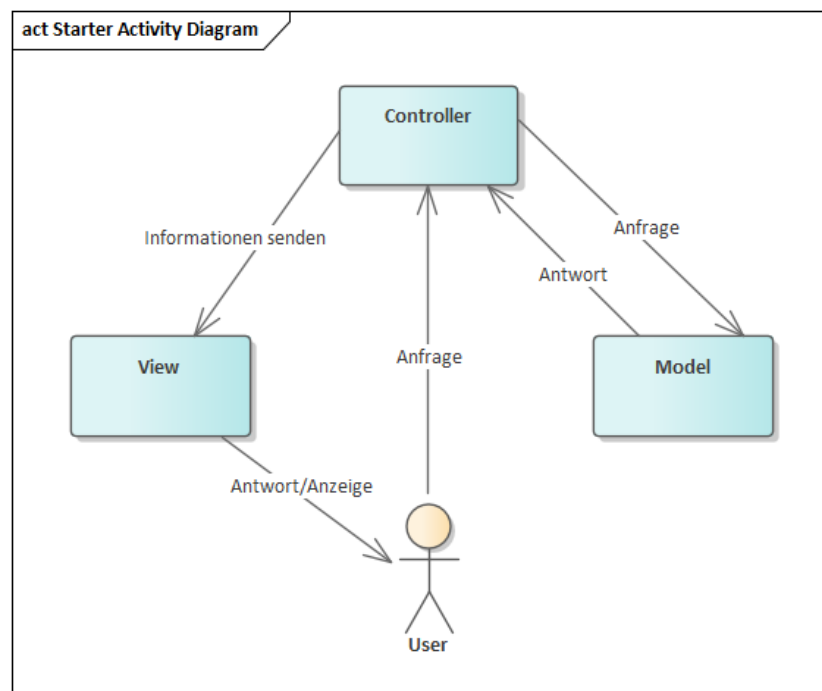 act Starter Activity Diagram
Controller
Informationen senden
Anfrage
Antwort
View
Anfrage
Model
Antwort/Anzeige
User